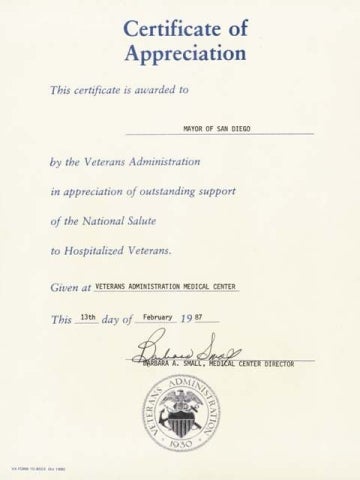 Certificate of
Appreciation
This certificate is awarded to
MAYOR OF SAN DIEGO
by the Veterans Administration
in appreciation of outstanding support
of the National Salute
to Hospitalized Veterans.
Given at VETERANS ADMINISTRATION MEDICAL CENTER
This 13th day of February 1987
Barbara Small
BARBARA A. SMALL, MEDICAL CENTER DIRECTOR
VETERANS ADMINISTRATION
1930